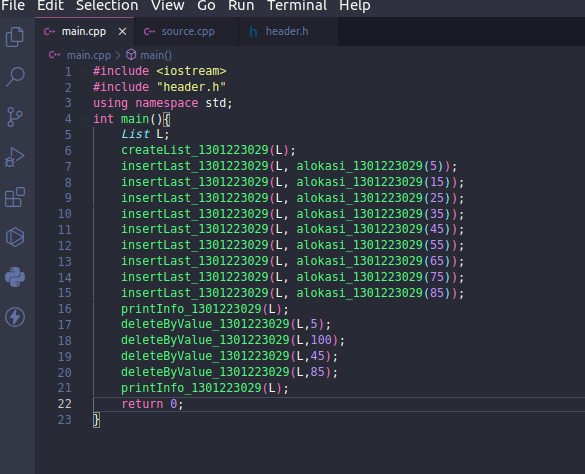 File Edit Selection View Go Run Terminal Help
main.cpp × source.cpp h header.h
main.cpp > main()
1 #include <iostream>
2 #include "header.h"
3 using namespace std;
4 int main(){
5 List L;
6 createList_1301223029(L);
7 insertLast_1301223029(L, alokasi_1301223029(5));
8 insertLast_1301223029(L, alokasi_1301223029(15));
9 insertLast_1301223029(L, alokasi_1301223029(25));
10 insertLast_1301223029(L, alokasi_1301223029(35));
11 insertLast_1301223029(L, alokasi_1301223029(45));
12 insertLast_1301223029(L, alokasi_1301223029(55));
13 insertLast_1301223029(L, alokasi_1301223029(65));
14 insertLast_1301223029(L, alokasi_1301223029(75));
15 insertLast_1301223029(L, alokasi_1301223029(85));
16 printInfo_1301223029(L);
17 deleteByValue_1301223029(L,5);
18 deleteByValue_1301223029(L,100);
19 deleteByValue_1301223029(L,45);
20 deleteByValue_1301223029(L,85);
21 printInfo_1301223029(L);
22 return 0;
23 }